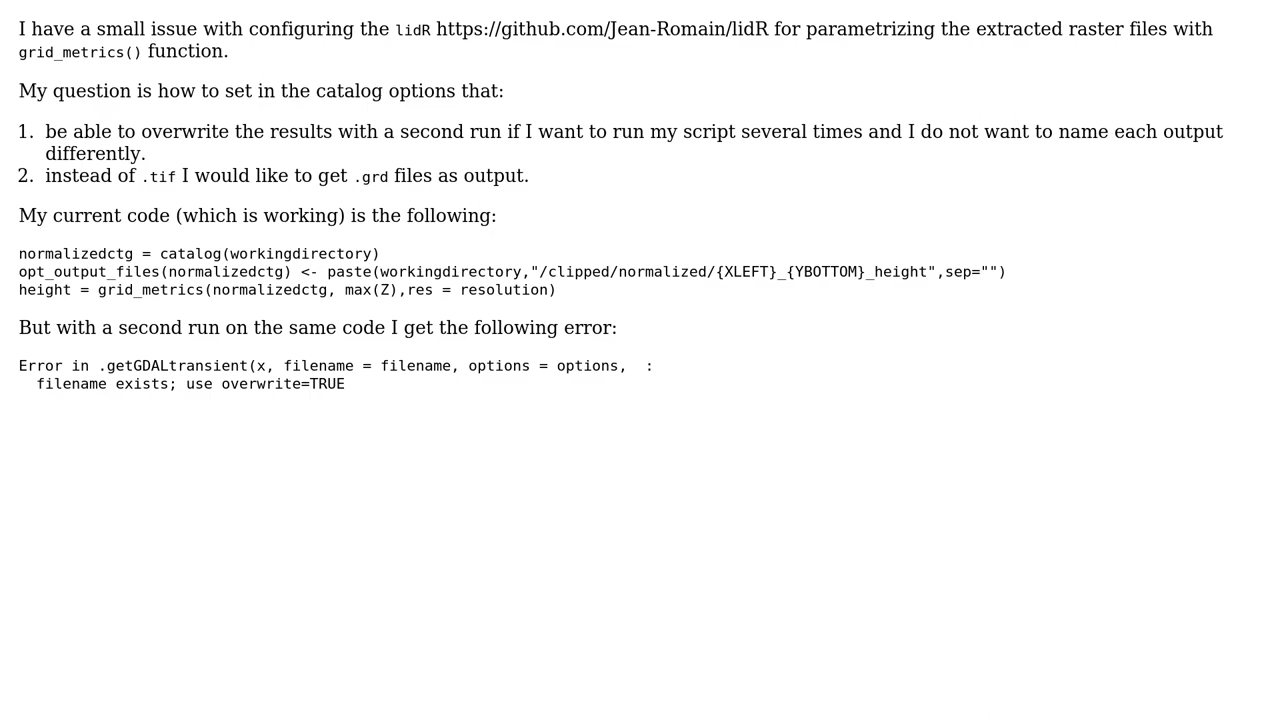 I have a small issue with configuring the lidR https://github.com/Jean-Romain/lidR for parametrizing the extracted raster files with
grid_metrics() function.
My question is how to set in the catalog options that:
1. be able to overwrite the results with a second run if I want to run my script several times and I do not want to name each output
differently.
2. instead of .tif I would like to get .grd files as output.
My current code (which is working) is the following:
normalizedctg = catalog(workingdirectory)
opt_output_files(normalizedctg) <- paste(workingdirectory,"/clipped/normalized/{XLEFT}_{YBOTTOM}_height",sep="")
height = grid_metrics(normalizedctg, max(Z),res = resolution)
But with a second run on the same code I get the following error:
Error in .getGDALtransient(x, filename = filename, options = options,  :
  filename exists; use overwrite=TRUE